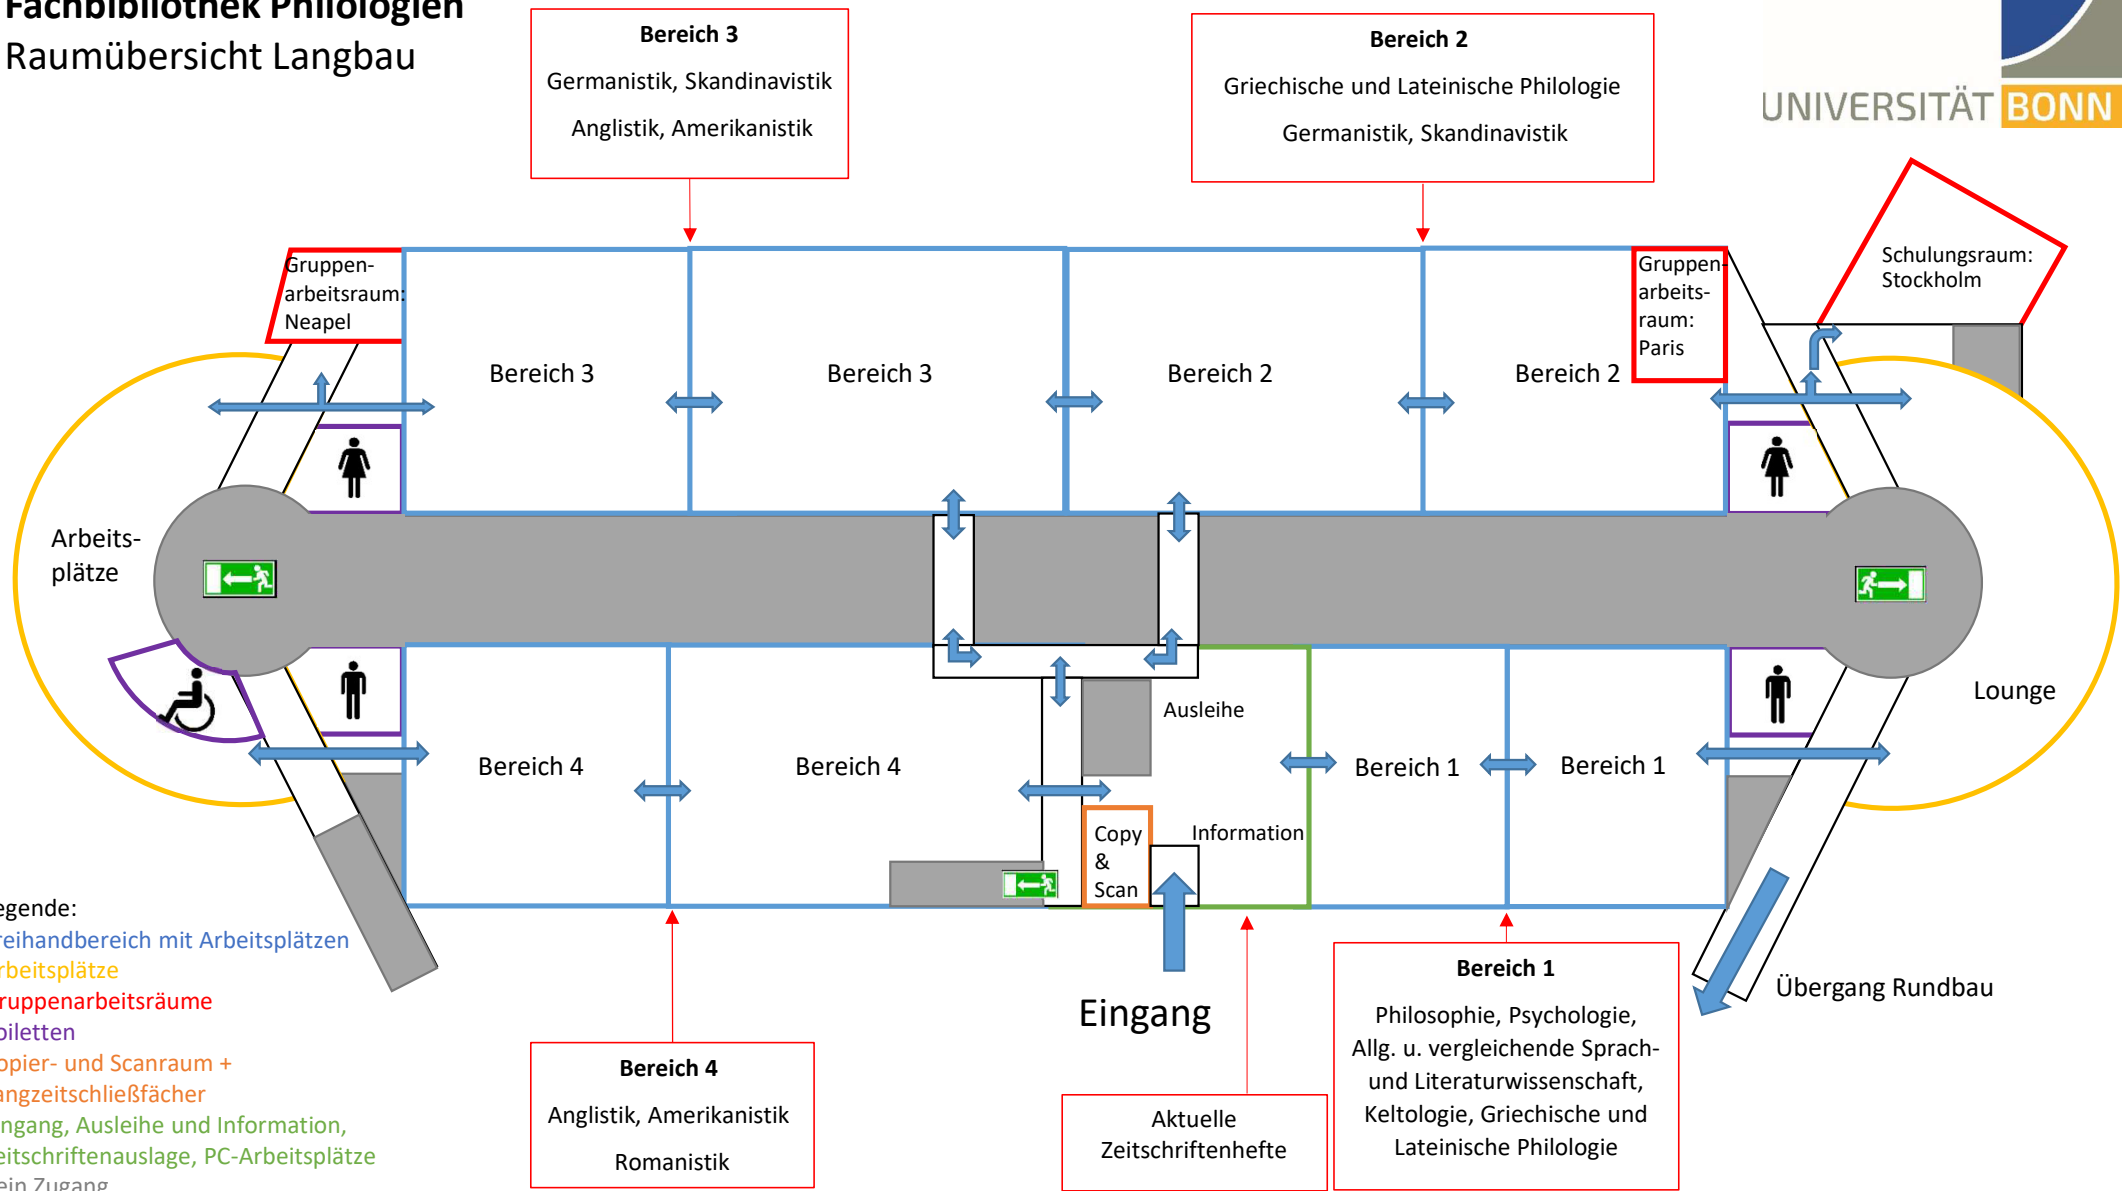 Fachbibliothek Philologien
Raumübersicht Langbau
UNIVERSITÄT BONN
Bereich 3
Germanistik, Skandinavistik
Anglistik, Amerikanistik
Bereich 2
Griechische und Lateinische Philologie
Germanistik, Skandinavistik
Gruppen-
arbeitsraum:
Neapel
Bereich 3
Bereich 3
Bereich 2
Bereich 2
Gruppen-
arbeits-
raum:
Paris
Schulungsraum:
Stockholm
Arbeits-
plätze
Lounge
Bereich 4
Bereich 4
Ausleihe
Information
Copy
&
Scan
Bereich 1
Bereich 1
Eingang
Übergang Rundbau
egende:
reihandbereich mit Arbeitsplätzen
rbeitsplätze
ruppenarbeitsräume
oiletten
opier- und Scanraum +
angzeitschließfächer
ngang, Ausleihe und Information,
eitschriftenauslage, PC-Arbeitsplätze
ein Zugang
Bereich 4
Anglistik, Amerikanistik
Romanistik
Aktuelle
Zeitschriftenhefte
Bereich 1
Philosophie, Psychologie,
Allg. u. vergleichende Sprach-
und Literaturwissenschaft,
Keltologie, Griechische und
Lateinische Philologie